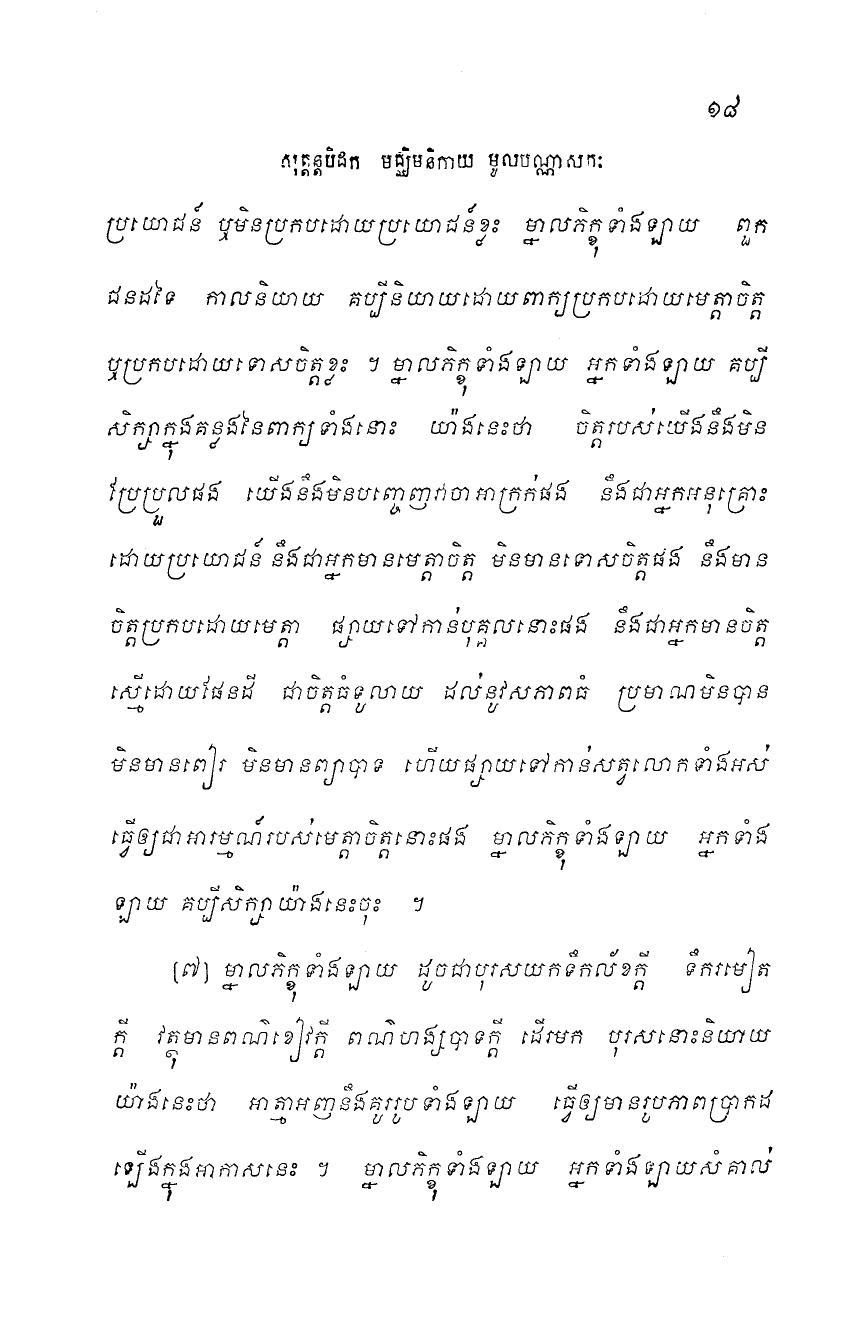 ១៨
សុត្តន្តបិដក មជ្ឈិមនិកាយ មូលបណ្ណាសកៈ
ប្រយោជន៍ ឬមិនប្រកបដោយប្រយោជន៍ខ្លះ ម្នាលភិក្ខុទាំងឡាយ ពួក
ជនដទៃ កាលនិយាយ គប្បីនិយាយដោយពាក្យប្រកបដោយមេត្តាចិត្ត
ឬប្រកបដោយទោសចិត្តខ្លះ ។ ម្នាលភិក្ខុទាំងឡាយ អ្នកទាំងឡាយ គប្បី
សិក្សាក្នុងគន្លងនៃពាក្យទាំងនោះ យ៉ាងនេះថា ចិត្តរបស់យើងនឹងមិន
ប្រែប្រួលផង យើងនឹងមិនបញ្ចេញវាចាអាក្រក់ផង នឹងជាអ្នកអនុគ្រោះ
ដោយប្រយោជន៍ នឹងជាអ្នកមានមេត្តាចិត្ត មិនមានទោសចិត្តផង នឹងមាន
ចិត្តប្រកបដោយមេត្តា ផ្សាយទៅកាន់បុគ្គលនោះផង នឹងជាអ្នកមានចិត្ត
ស្មើដោយផែនដី ជាចិត្តធំទូលាយ ដល់នូវសភាពធំ ប្រមាណមិនបាន
មិនមានពៀរ មិនមានព្យាបាទ ហើយផ្សាយទៅកាន់សត្វលោកទាំងអស់
ធ្វើឲ្យជាអារម្មណ៍របស់មេត្តាចិត្តនោះផង ម្នាលភិក្ខុទាំងឡាយ អ្នកទាំង
ឡាយ គប្បីសិក្សាយ៉ាងនេះចុះ ។
[៧] ម្នាលភិក្ខុទាំងឡាយ ដូចជាបុរសយកទឹកល័ខក្តី ទឹករមៀត
ក្តី វត្ថុមានពណ៌ខៀវក្តី ពណ៌ហង្សបាទក្តី ដើរមក បុរសនោះនិយាយ
យ៉ាងនេះថា អាត្មាអញនឹងគូររូបទាំងឡាយ ធ្វើឲ្យមានរូបភាពប្រាកដ
ឡើងក្នុងអាកាសនេះ ។ ម្នាលភិក្ខុទាំងឡាយ អ្នកទាំងឡាយសំគាល់